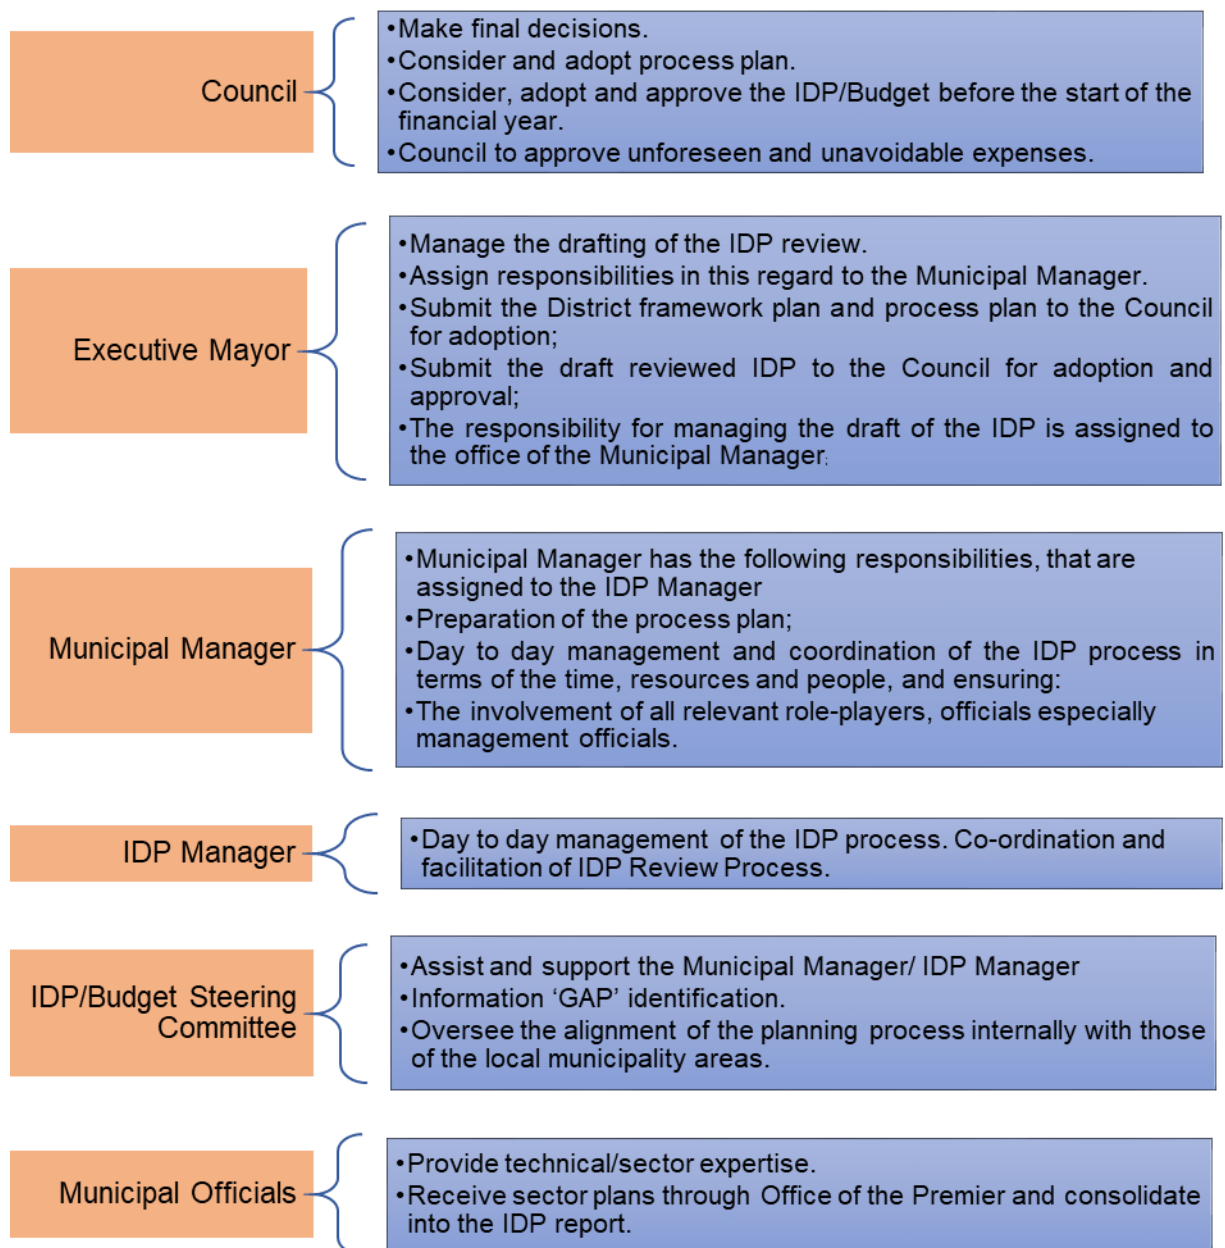 Council
•Make final decisions.
•Consider and adopt process plan.
•Consider, adopt and approve the IDP/Budget before the start of the
financial year.
•Council to approve unforeseen and unavoidable expenses.
Executive Mayor
•Manage the drafting of the IDP review.
•Assign responsibilities in this regard to the Municipal Manager.
•Submit the District framework plan and process plan to the Council
for adoption;
•Submit the draft reviewed IDP to the Council for adoption and
approval;
•The responsibility for managing the draft of the IDP is assigned to
the office of the Municipal Manager;
Municipal Manager
•Municipal Manager has the following responsibilities, that are
assigned to the IDP Manager
•Preparation of the process plan;
•Day to day management and coordination of the IDP process in
terms of the time, resources and people, and ensuring:
•The involvement of all relevant role-players, officials especially
management officials.
IDP Manager
•Day to day management of the IDP process. Co-ordination and
facilitation of IDP Review Process.
IDP/Budget Steering
Committee
•Assist and support the Municipal Manager/ IDP Manager
•Information ‘GAP’ identification.
•Oversee the alignment of the planning process internally with those
of the local municipality areas.
Municipal Officials
•Provide technical/sector expertise.
•Receive sector plans through Office of the Premier and consolidate
into the IDP report.